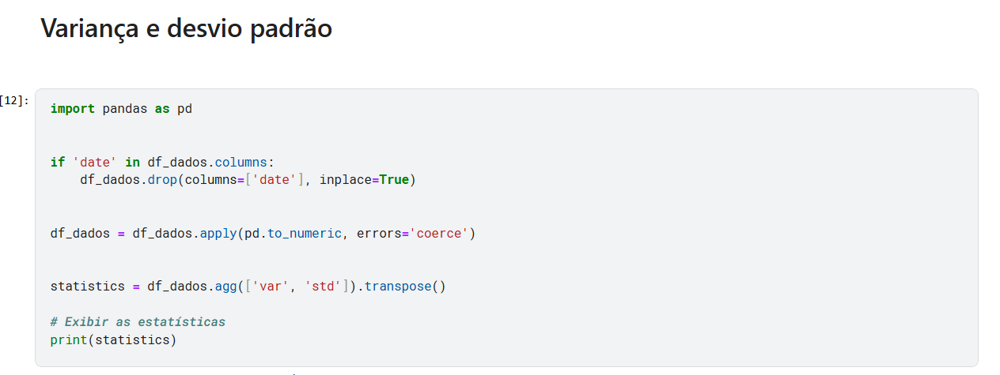 Variança e desvio padrão
[12]:
import pandas as pd
if 'date' in df_dados.columns:
    df_dados.drop(columns=['date'], inplace=True)
df_dados = df_dados.apply(pd.to_numeric, errors='coerce')
statistics = df_dados.agg(['var', 'std']).transpose()
# Exibir as estatísticas
print(statistics)